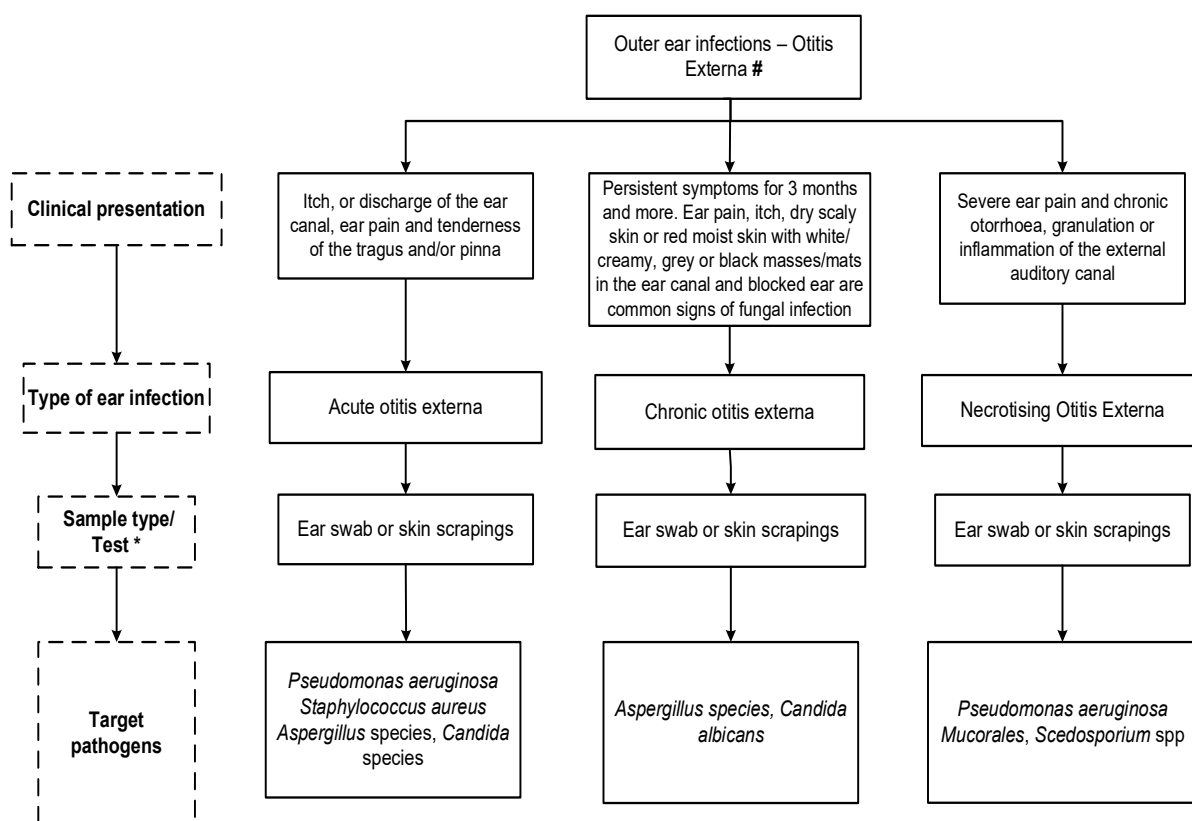 Outer ear infections – Otitis
Externa #
Clinical presentation
Itch, or discharge of the ear
canal, ear pain and tenderness
of the tragus and/or pinna
Persistent symptoms for 3 months
and more. Ear pain, itch, dry scaly
skin or red moist skin with white/
creamy, grey or black masses/mats
in the ear canal and blocked ear are
common signs of fungal infection
Severe ear pain and chronic
otorrhoea, granulation or
inflammation of the external
auditory canal
Type of ear infection
Acute otitis externa
Chronic otitis externa
Necrotising Otitis Externa
Sample type/
Test *
Ear swab or skin scrapings
Ear swab or skin scrapings
Ear swab or skin scrapings
Target
pathogens
Pseudomonas aeruginosa
Staphylococcus aureus
Aspergillus species, Candida
species
Aspergillus species, Candida
albicans
Pseudomonas aeruginosa
Mucorales, Scedosporium spp